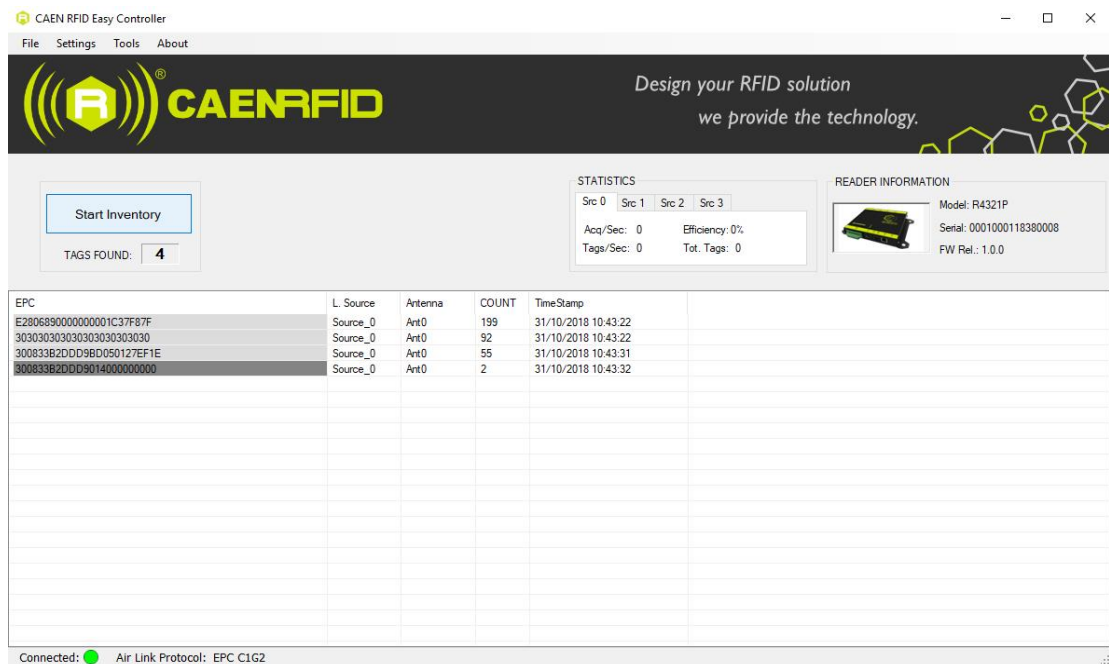 CAEN RFID Easy Controller
File Settings Tools About
CAENRFID ®
Design your RFID solution
we provide the technology.
Start Inventory
TAGS FOUND: 4
STATISTICS
Src 0 Src 1 Src 2 Src 3
Acq/Sec: 0 Efficiency: 0%
Tags/Sec: 0 Tot. Tags: 0
READER INFORMATION
Model: R4321P
Serial: 0001000118380008
FW Rel.: 1.0.0
EPC L. Source Antenna COUNT TimeStamp
E2806890000000001C37F87F Source_0 Ant0 199 31/10/2018 10:43:22
303030303030303030303030 Source_0 Ant0 92 31/10/2018 10:43:22
300833B2DDD9BD050127EF1E Source_0 Ant0 55 31/10/2018 10:43:31
300833B2DDD9014000000000 Source_0 Ant0 2 31/10/2018 10:43:32
Connected: Air Link Protocol: EPC C1G2